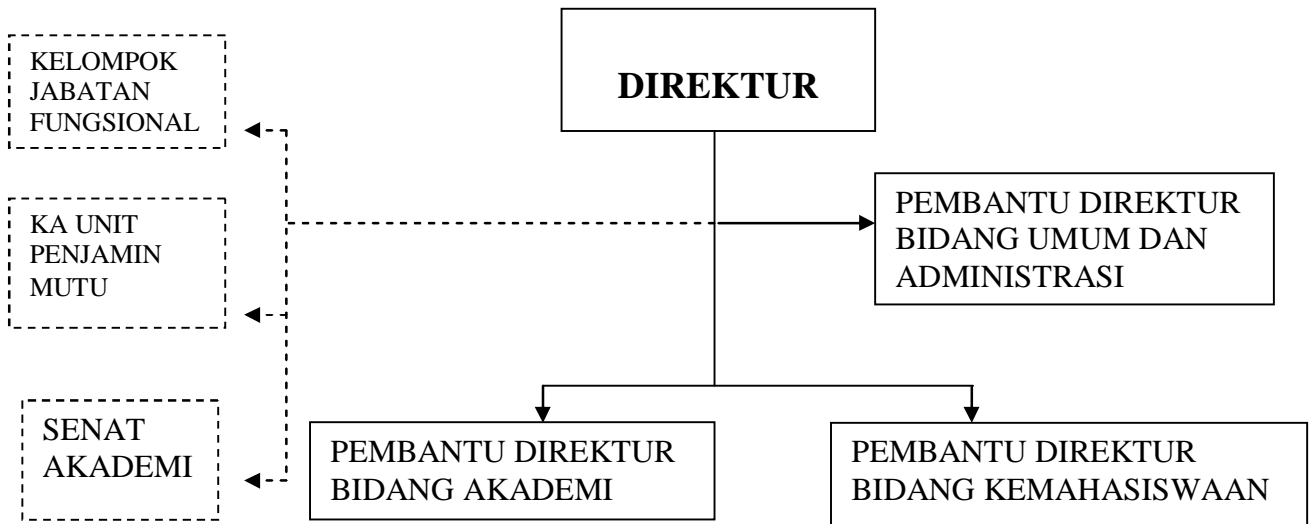 KELOMPOK
JABATAN
FUNGSIONAL
DIREKTUR
KA UNIT
PENJAMIN
MUTU
PEMBANTU DIREKTUR
BIDANG UMUM DAN
ADMINISTRASI
SENAT
AKADEMI
PEMBANTU DIREKTUR
BIDANG AKADEMI
PEMBANTU DIREKTUR
BIDANG KEMAHASISWAAN